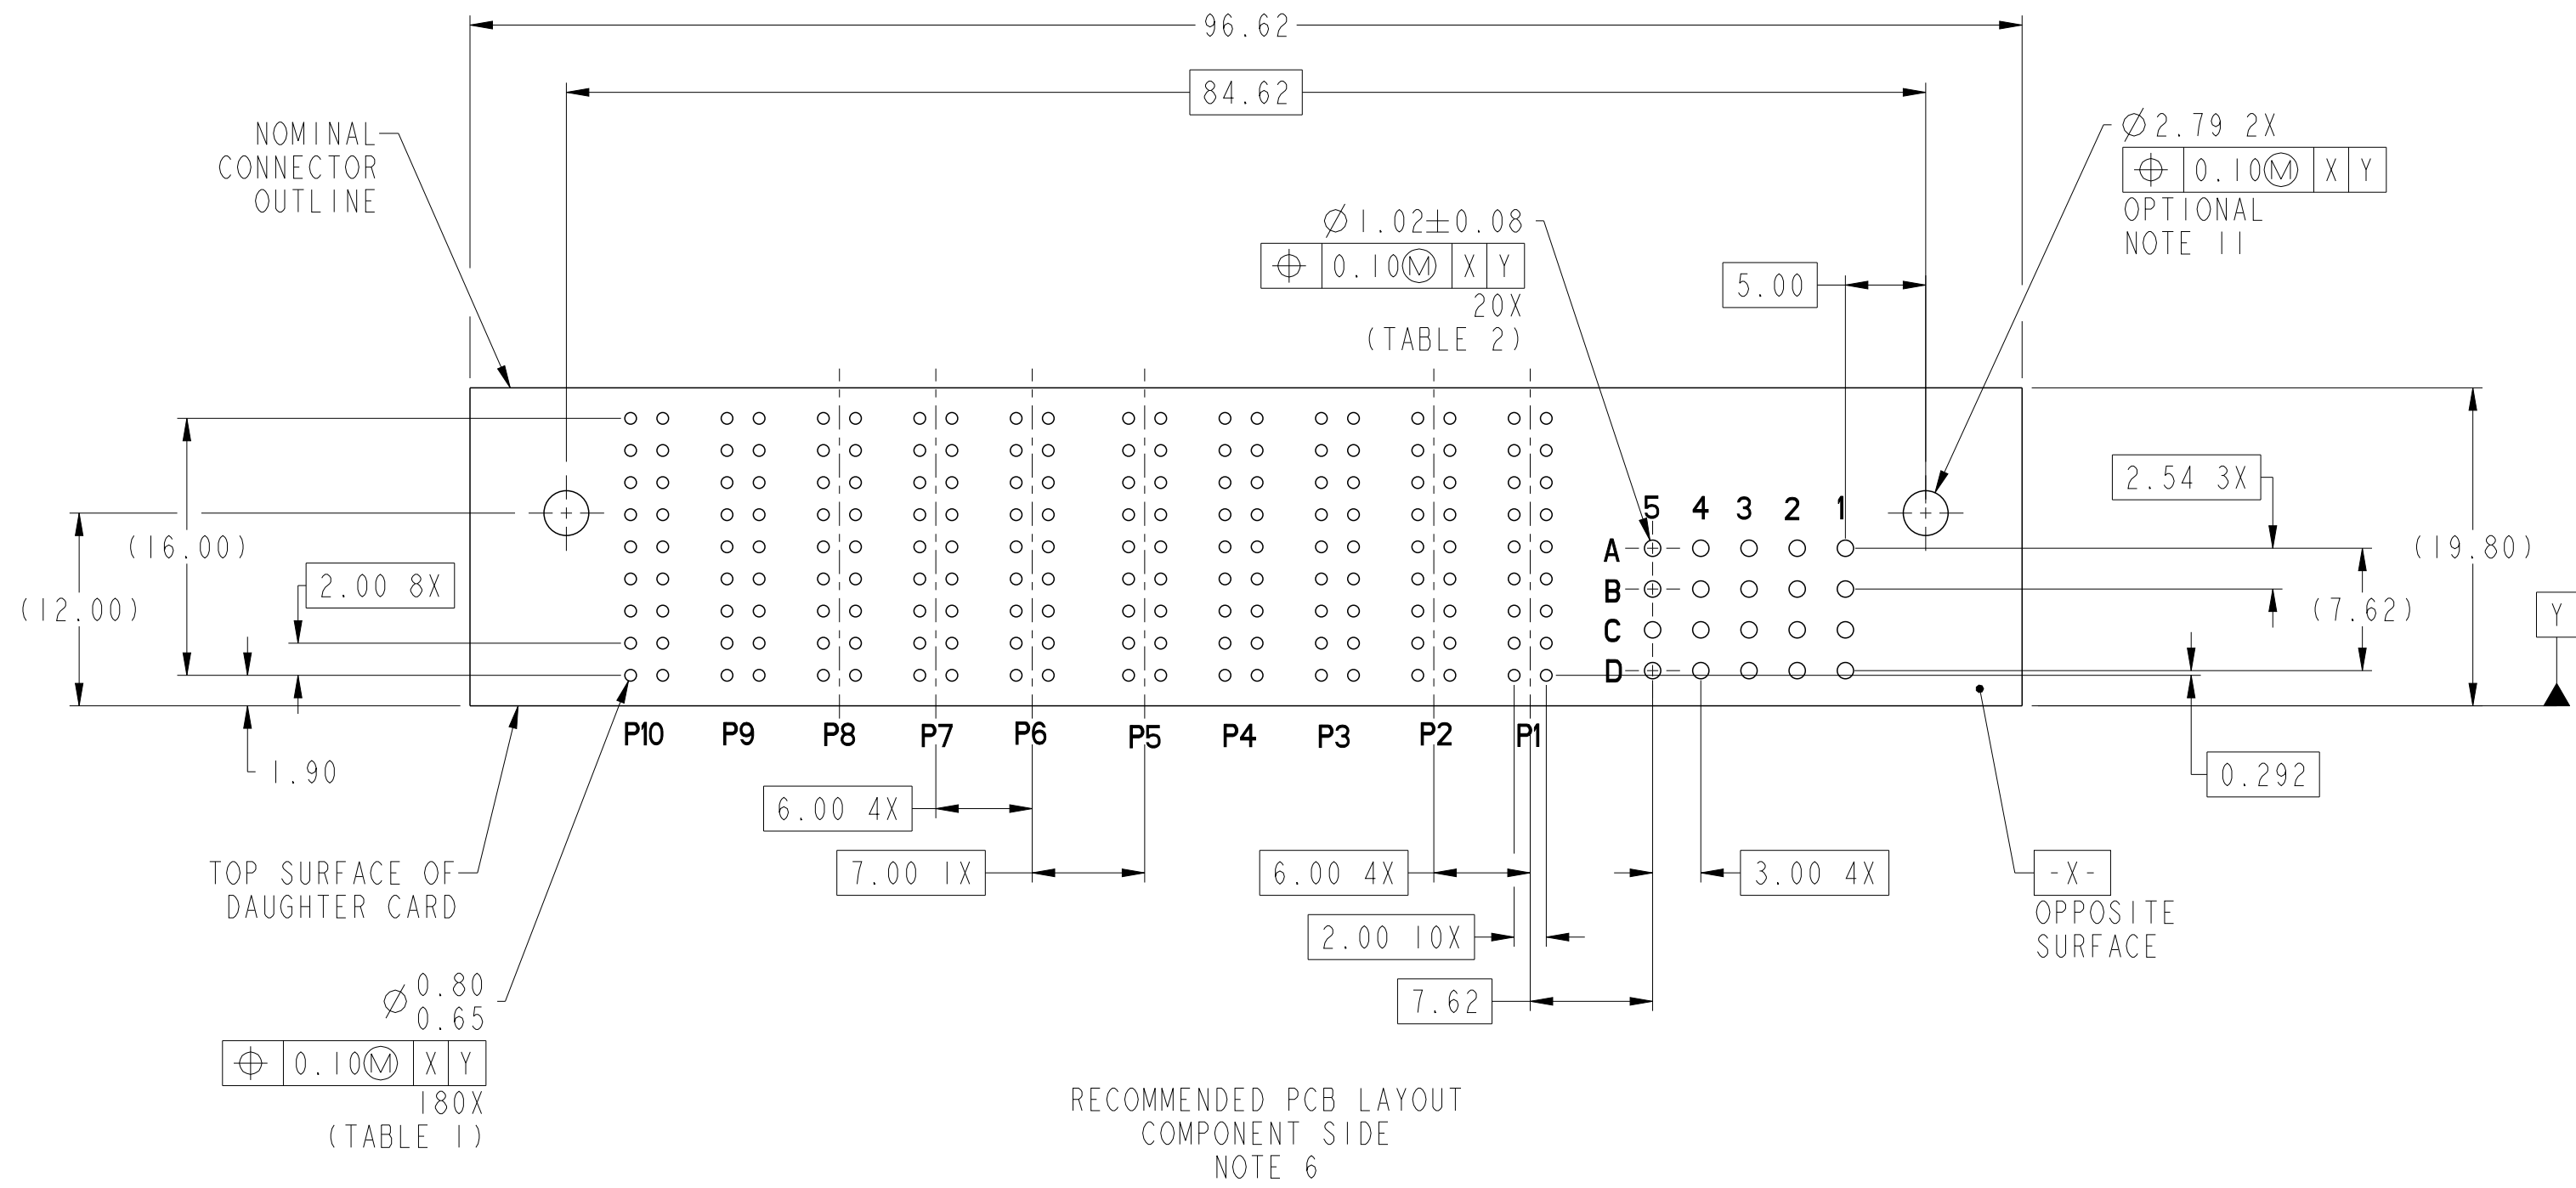 96.62
84.62
NOMINAL
CONNECTOR
OUTLINE
Ø2.79 2X
⌖ 0.10Ⓜ X Y
OPTIONAL
NOTE 11
Ø1.02±0.08
⌖ 0.10Ⓜ X Y
20X
(TABLE 2)
5.00
2.54 3X
5 4 3 2 1
A
B
C
D
(16.00)
2.00 8X
(12.00)
(19.80)
(7.62)
Y
P10 P9 P8 P7 P6 P5 P4 P3 P2 P1
1.90
0.292
6.00 4X
7.00 1X
6.00 4X
3.00 4X
2.00 10X
7.62
TOP SURFACE OF
DAUGHTER CARD
-X-
OPPOSITE
SURFACE
Ø0.80
0.65
⌖ 0.10Ⓜ X Y
180X
(TABLE 1)
RECOMMENDED PCB LAYOUT
COMPONENT SIDE
NOTE 6